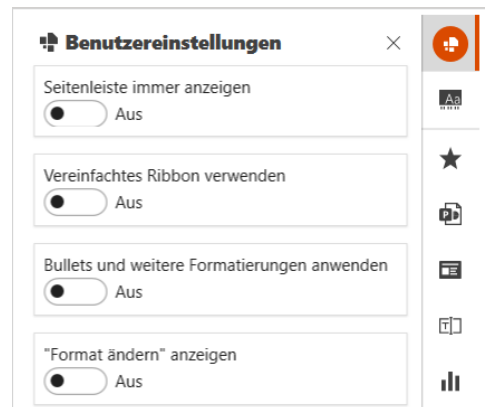 Benutzereinstellungen
Seitenleiste immer anzeigen
Aus
Aa
Vereinfachtes Ribbon verwenden
Aus
P
Bullets und weitere Formatierungen anwenden
Aus
T
"Format ändern" anzeigen
Aus